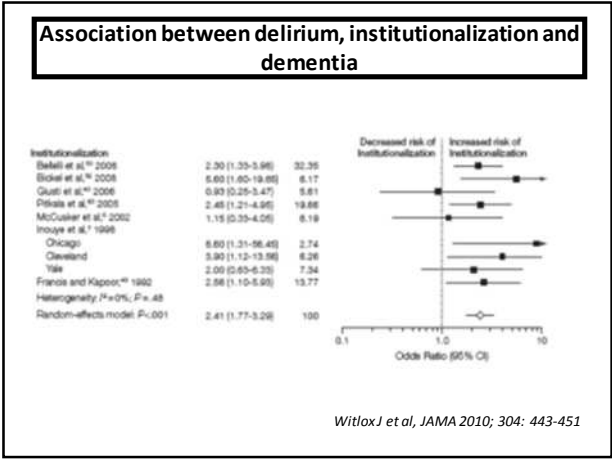 Association between delirium, institutionalization and
dementia
Decreased risk of Increased risk of
Institutionalization Institutionalization
Institutionalization
Bellelli et al, 2008 2.30 (1.33-3.98) 32.35
Bickel et al, 2008 5.60 (1.60-19.65) 6.17
Giusti et al, 2006 0.93 (0.25-3.47) 5.61
Pitkala et al, 2005 2.45 (1.21-4.95) 19.66
McCusker et al, 2002 1.15 (0.33-4.05) 6.19
Inouye et al, 1998
Chicago (1.31-56.45) 2.74
Cleveland 3.90 (1.12-13.56) 6.26
Yale 2.00 (0.63-6.33) 7.34
Francis and Kapoor, 1992 (1.10-5.93) 13.77
Heterogeneity: I²=0%; P=.48
Random-effects model: P<.001 2.41 (1.77-3.29) 100
0.1 1.0 10
Odds Ratio (95% CI)
Witlox J et al, JAMA 2010; 304: 443-451